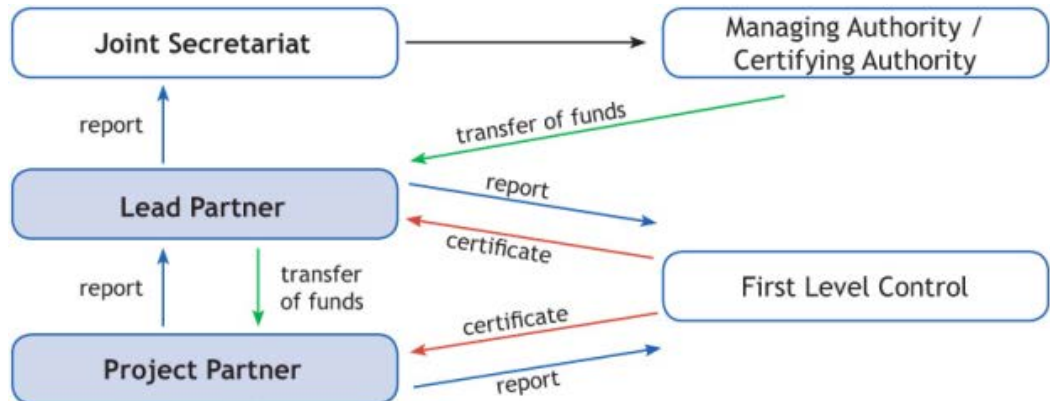 Joint Secretariat
Managing Authority /
Certifying Authority
report
transfer of funds
Lead Partner
report
certificate
report
transfer
of funds
First Level Control
certificate
Project Partner
report